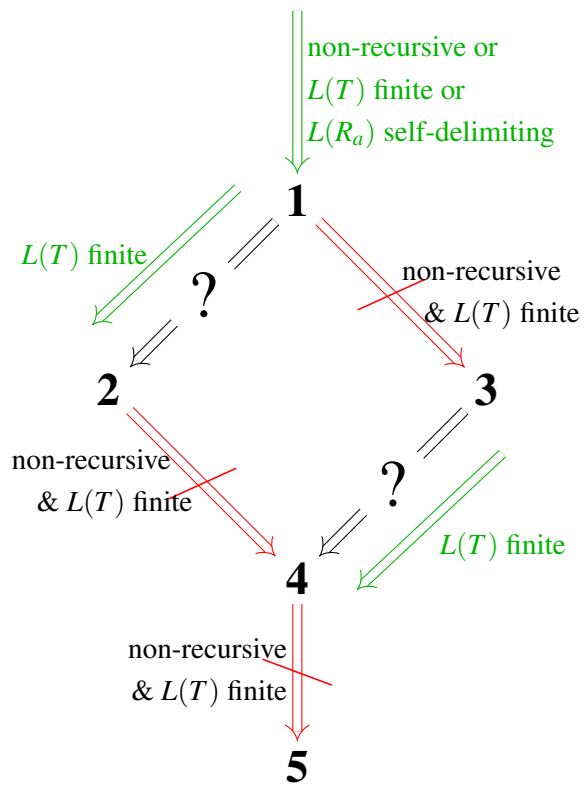 non-recursive or
L(T) finite or
L(R_a) self-delimiting
1
L(T) finite
?
non-recursive
& L(T) finite
2
3
non-recursive
& L(T) finite
?
L(T) finite
4
non-recursive
& L(T) finite
5